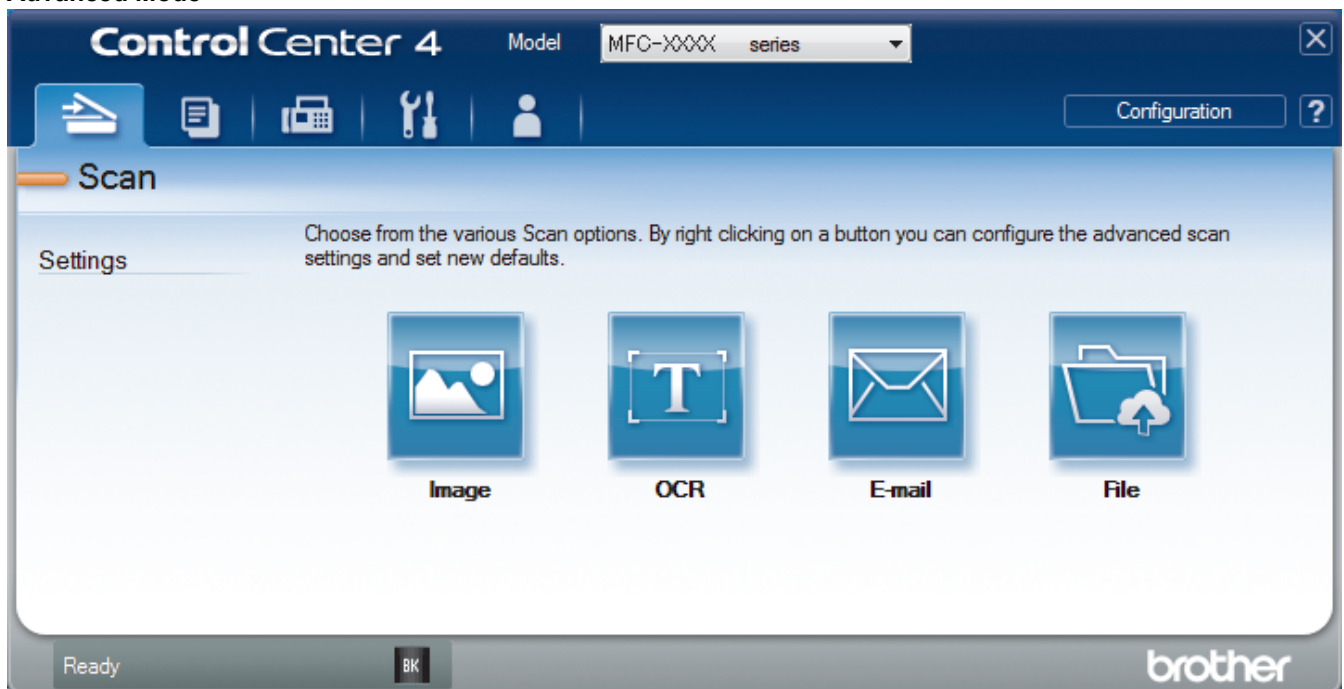 Advanced Mode
Control Center 4 Model MFC-XXXX series
Configuration ?
Scan
Settings
Choose from the various Scan options. By right clicking on a button you can configure the advanced scan
settings and set new defaults.
T
Image OCR E-mail File
Ready BK brother